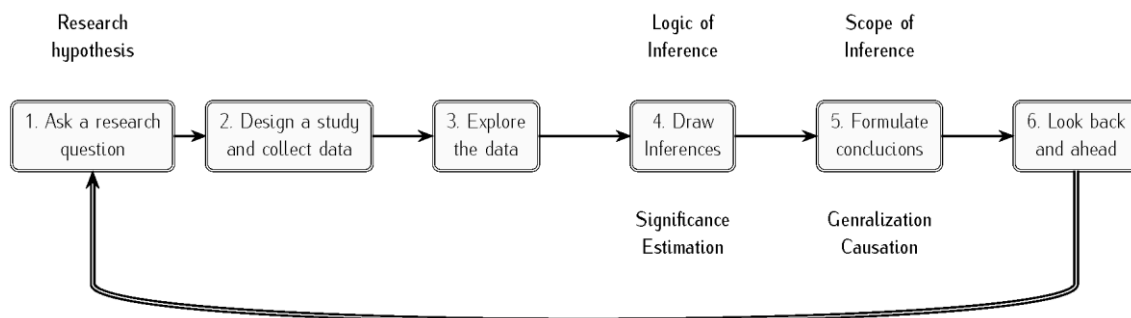 Research
hypothesis
Logic of
Inference
Scope of
Inference
1. Ask a research
question
2. Design a study
and collect data
3. Explore
the data
4. Draw
Inferences
5. Formulate
conclucions
6. Look back
and ahead
Significance
Estimation
Genralization
Causation